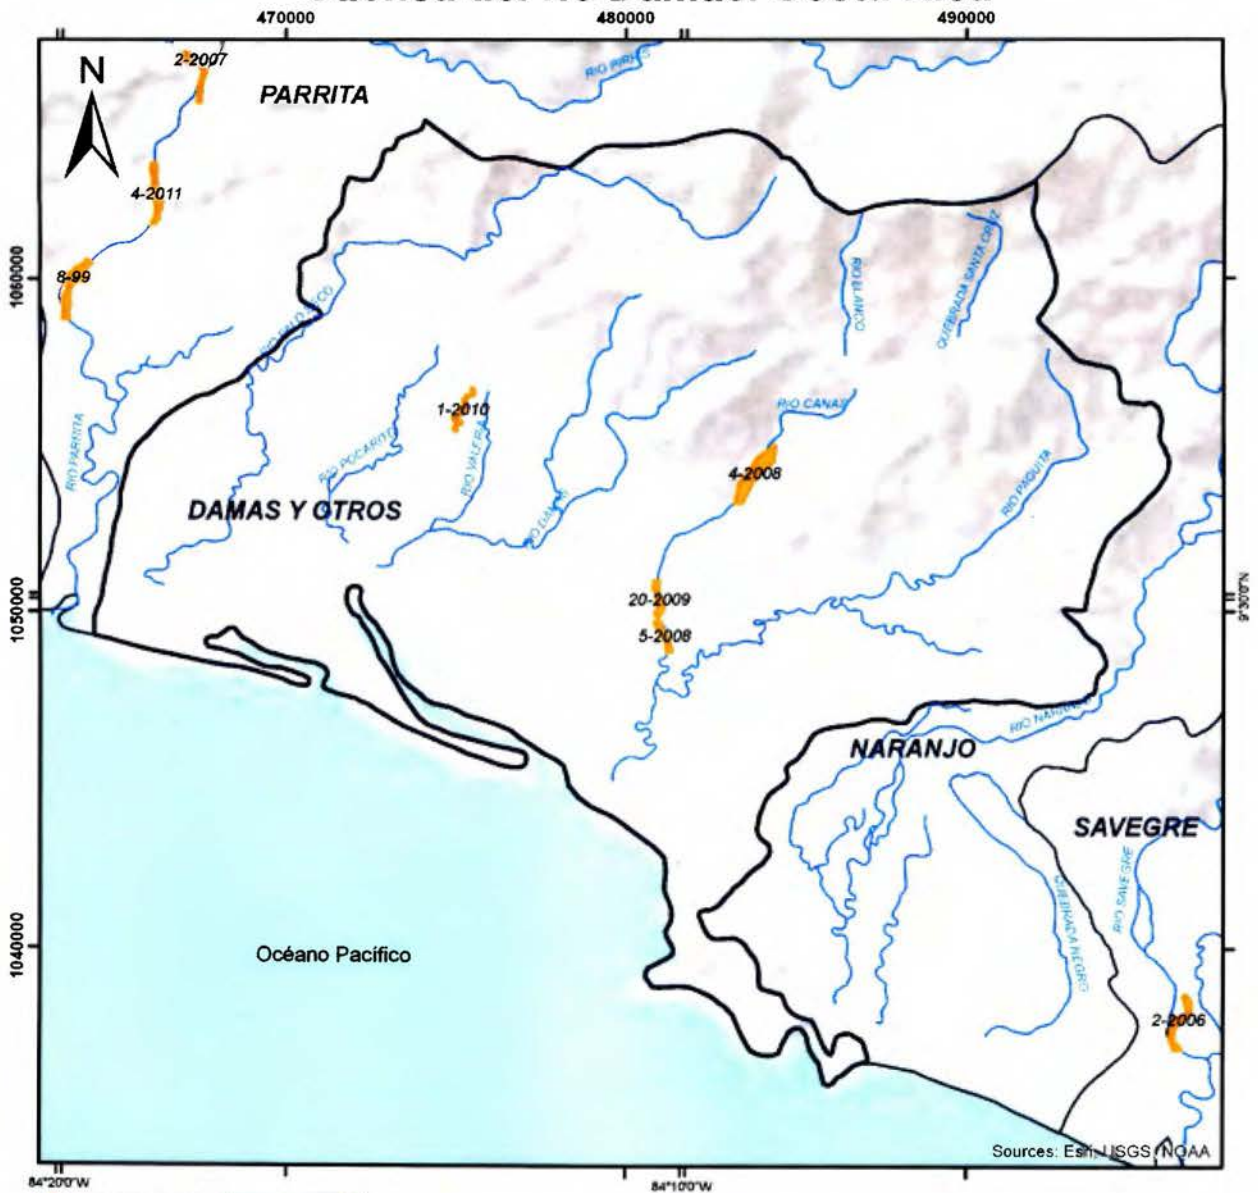 470000
480000
490000
2-2007
N
PARRITA
RIO PIRRIS
4-2011
8-99
1060000
RIO PALO SECO
RIO BLANCO
QUEBRADA SANTA CRUZ
1-2010
RIO CANAS
RIO PARRITA
RIO POCARITO
RIO VALERIA
4-2008
RIO PAQUITA
DAMAS Y OTROS
20-2009
1050000
9°30'0"N
5-2008
RIO NARANJO
NARANJO
SAVEGRE
RIO SAVEGRE
QUEBRADA NEGRO
1040000
Océano Pacífico
2-2006
Sources: Esri, USGS, NOAA
84°20'0"W
84°10'0"W